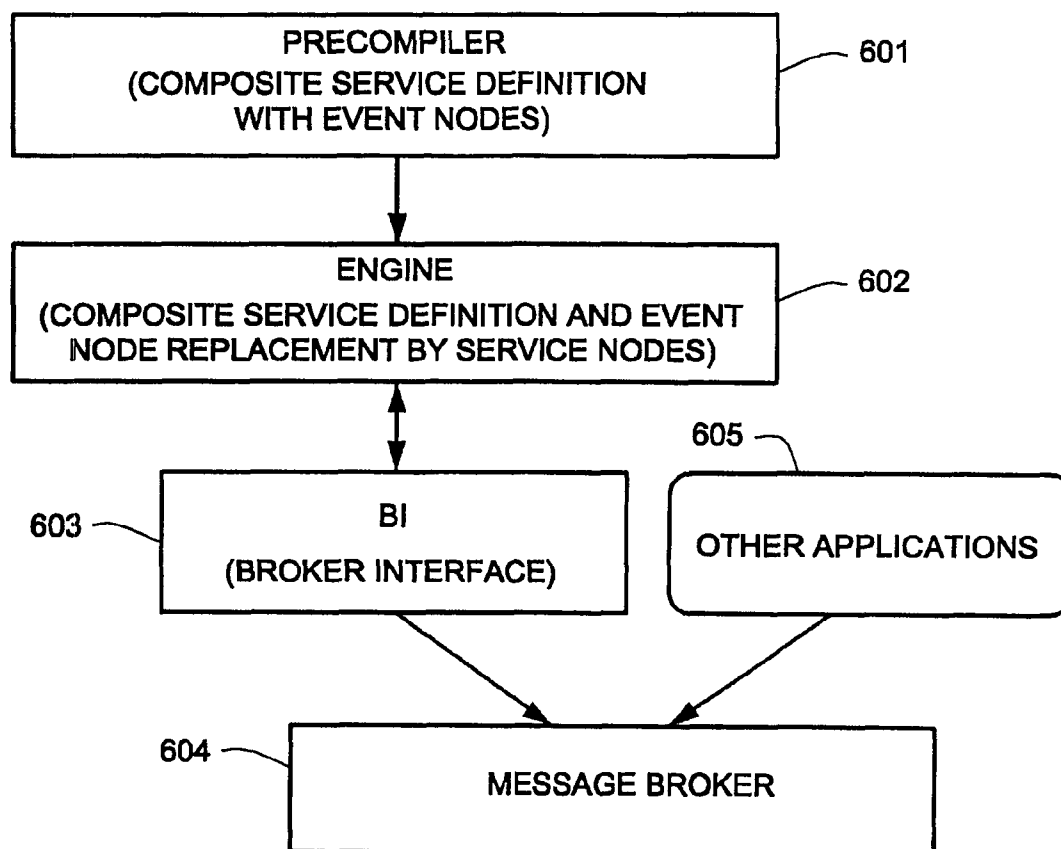 PRECOMPILER
(COMPOSITE SERVICE DEFINITION
WITH EVENT NODES)
601
ENGINE
(COMPOSITE SERVICE DEFINITION AND EVENT
NODE REPLACEMENT BY SERVICE NODES)
602
605
BI
(BROKER INTERFACE)
603
OTHER APPLICATIONS
604
MESSAGE BROKER